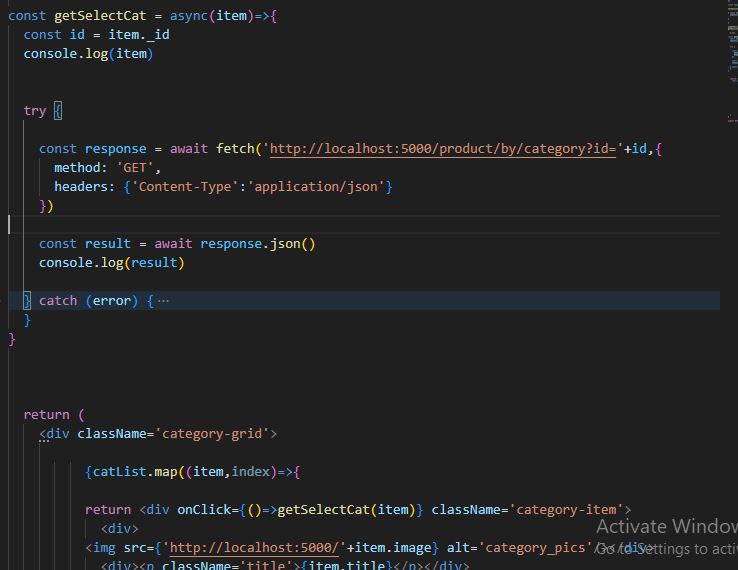 const getSelectCat = async(item)=>{
const id = item._id
console.log(item)
try {
const response = await fetch('http://localhost:5000/product/by/category?id='+id,{
method: 'GET',
headers: {'Content-Type':'application/json'}
})
const result = await response.json()
console.log(result)
} catch (error) { ···
}
}
return (
<div className='category-grid'>
{catList.map((item,index)=>{
return <div onClick={()=>getSelectCat(item)} className='category-item'>
<div>
<img src={'http://localhost:5000/'+item.image} alt='category_pics'/></div>
<div><p className='title'>{item.title}</p></div>
Activate Window
Go to Settings to acti